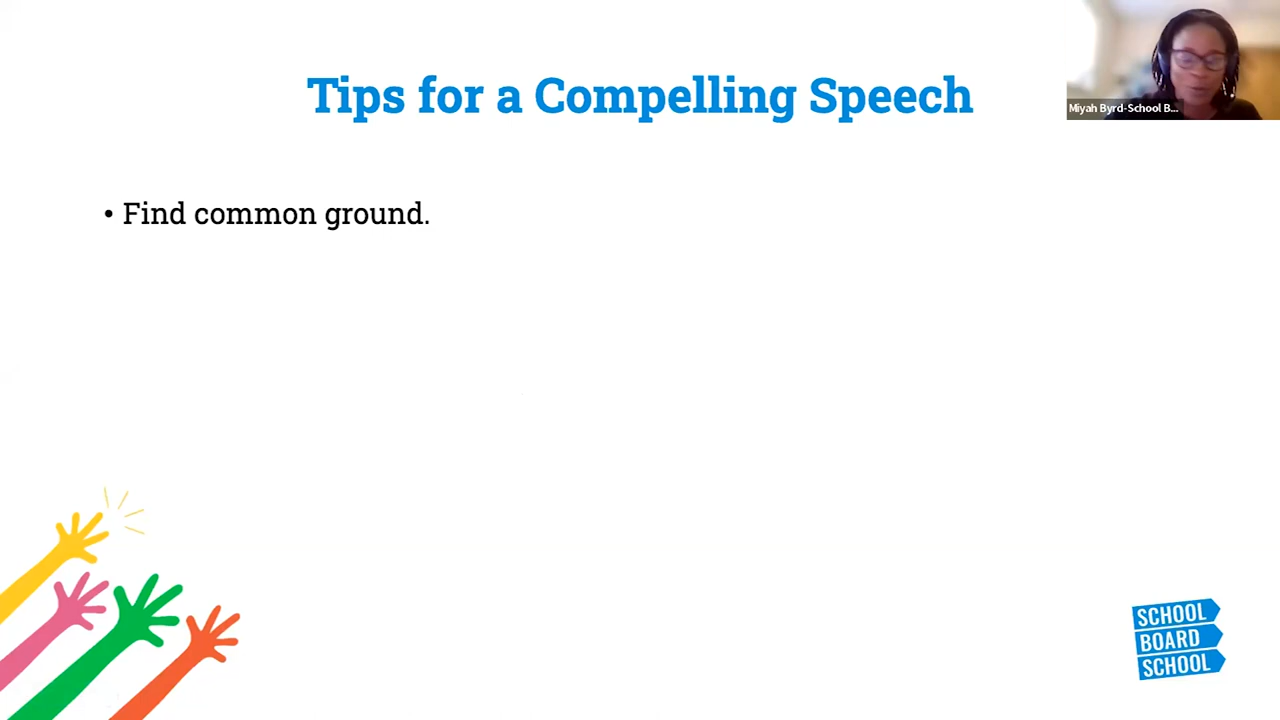 Tips for a Compelling Speech
Miyah Byrd-School B...
• Find common ground.
SCHOOL
BOARD
SCHOOL